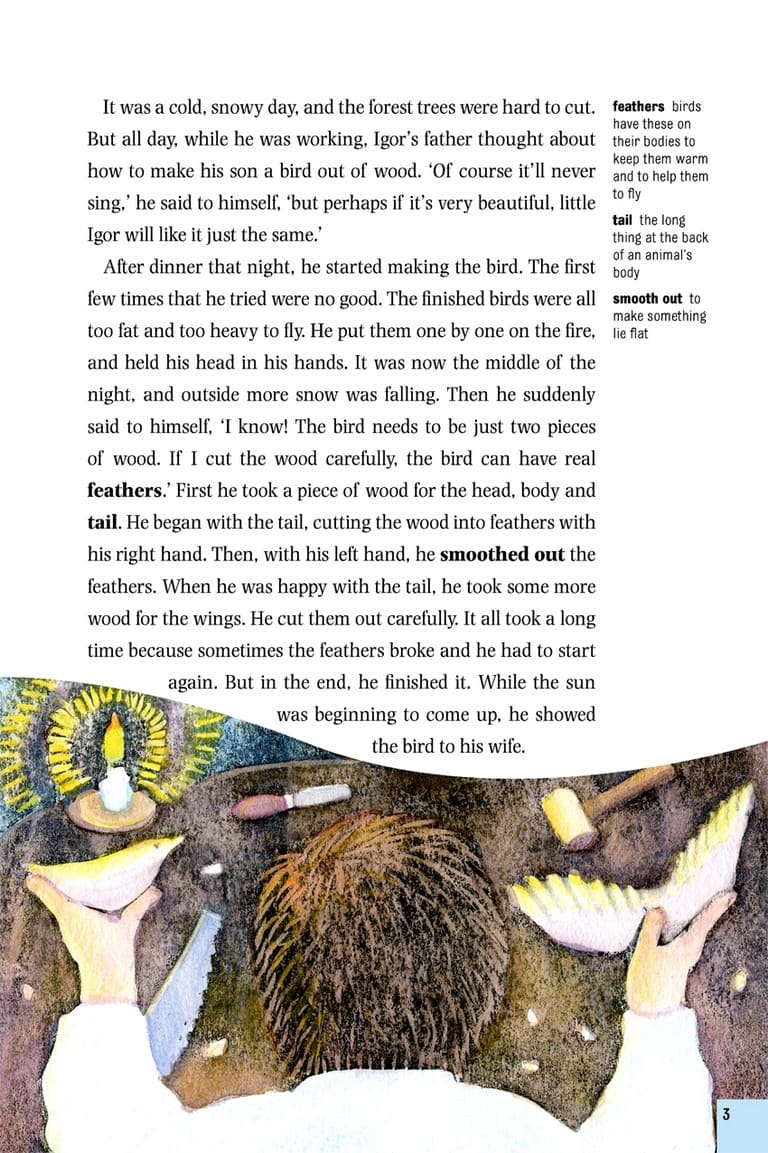 It was a cold, snowy day, and the forest trees were hard to cut.
But all day, while he was working, Igor's father thought about
how to make his son a bird out of wood. ‘Of course it'll never
sing,’ he said to himself, ‘but perhaps if it's very beautiful, little
Igor will like it just the same.’
After dinner that night, he started making the bird. The first
few times that he tried were no good. The finished birds were all
too fat and too heavy to fly. He put them one by one on the fire,
and held his head in his hands. It was now the middle of the
night, and outside more snow was falling. Then he suddenly
said to himself, ‘I know! The bird needs to be just two pieces
of wood. If I cut the wood carefully, the bird can have real
feathers.’ First he took a piece of wood for the head, body and
tail. He began with the tail, cutting the wood into feathers with
his right hand. Then, with his left hand, he smoothed out the
feathers. When he was happy with the tail, he took some more
wood for the wings. He cut them out carefully. It all took a long
time because sometimes the feathers broke and he had to start
again. But in the end, he finished it. While the sun
was beginning to come up, he showed
the bird to his wife.
feathers birds
have these on
their bodies to
keep them warm
and to help them
to fly
tail the long
thing at the back
of an animal's
body
smooth out to
make something
lie flat
3